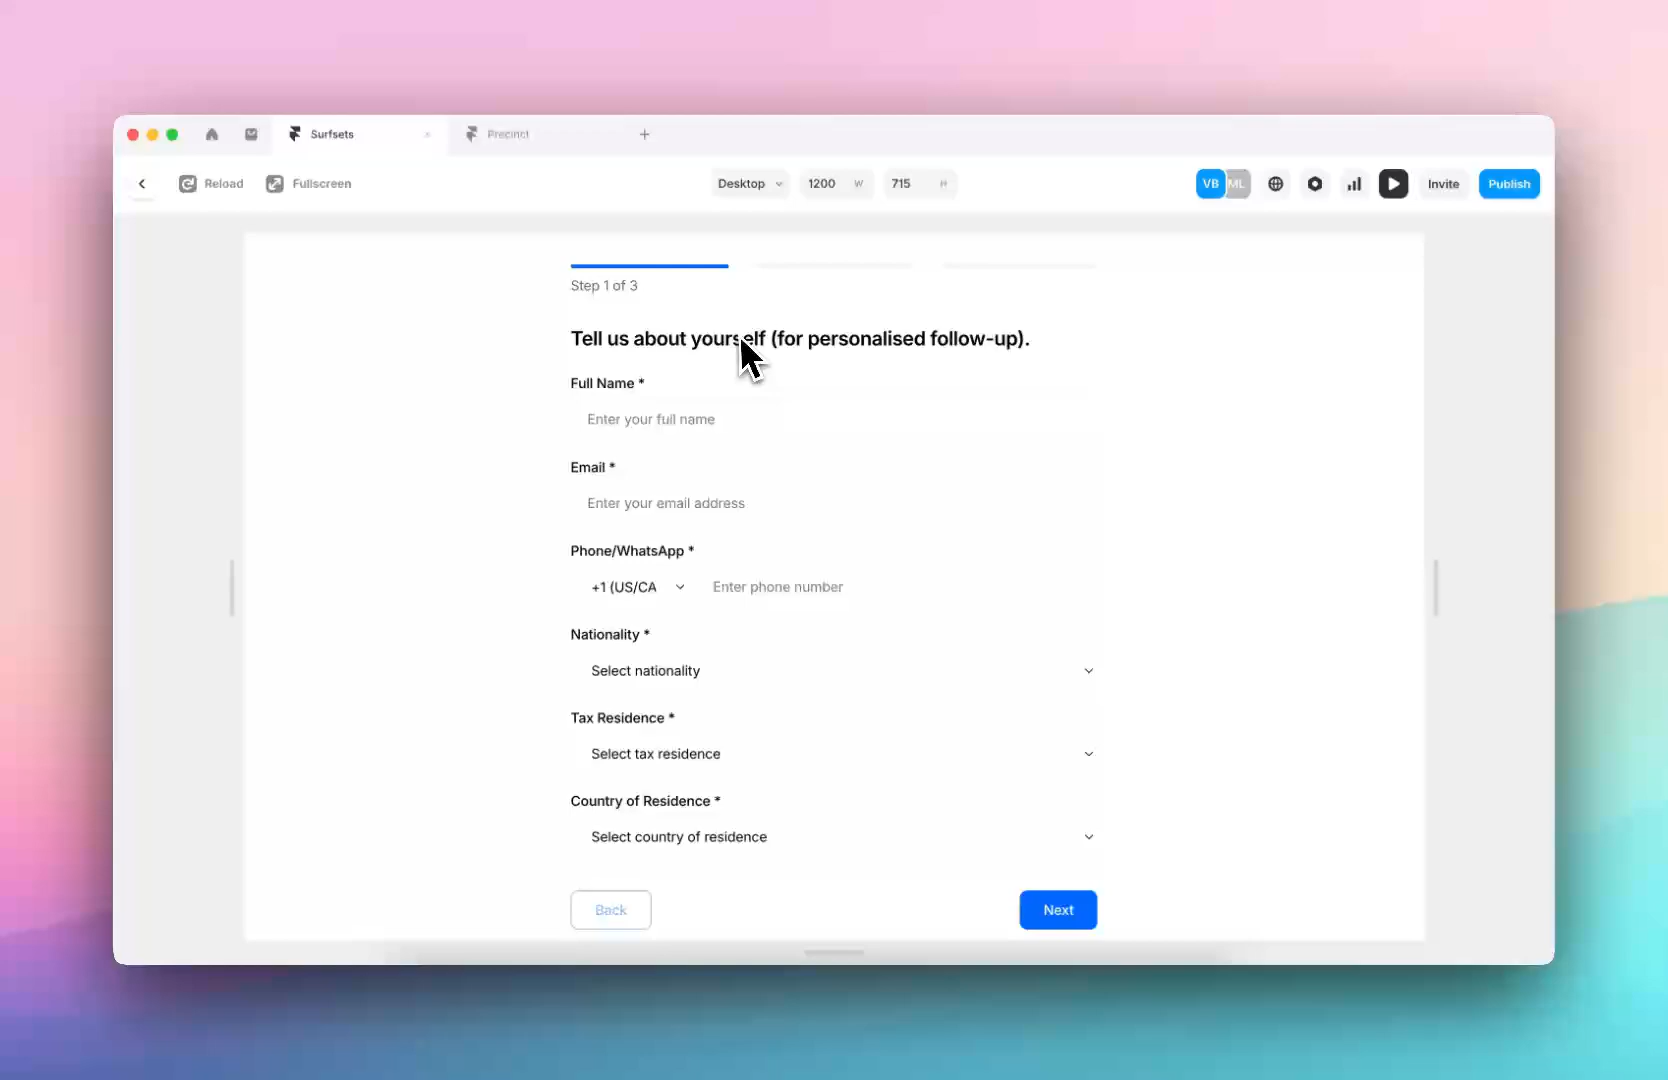 Surfsets
Precinct
Reload
Fullscreen
Desktop
1200 W
715 H
VB
ML
Invite
Publish
Step 1 of 3
Tell us about yourself (for personalised follow-up).
Full Name *
Enter your full name
Email *
Enter your email address
Phone/WhatsApp *
+1 (US/CA
Enter phone number
Nationality *
Select nationality
Tax Residence *
Select tax residence
Country of Residence *
Select country of residence
Back
Next